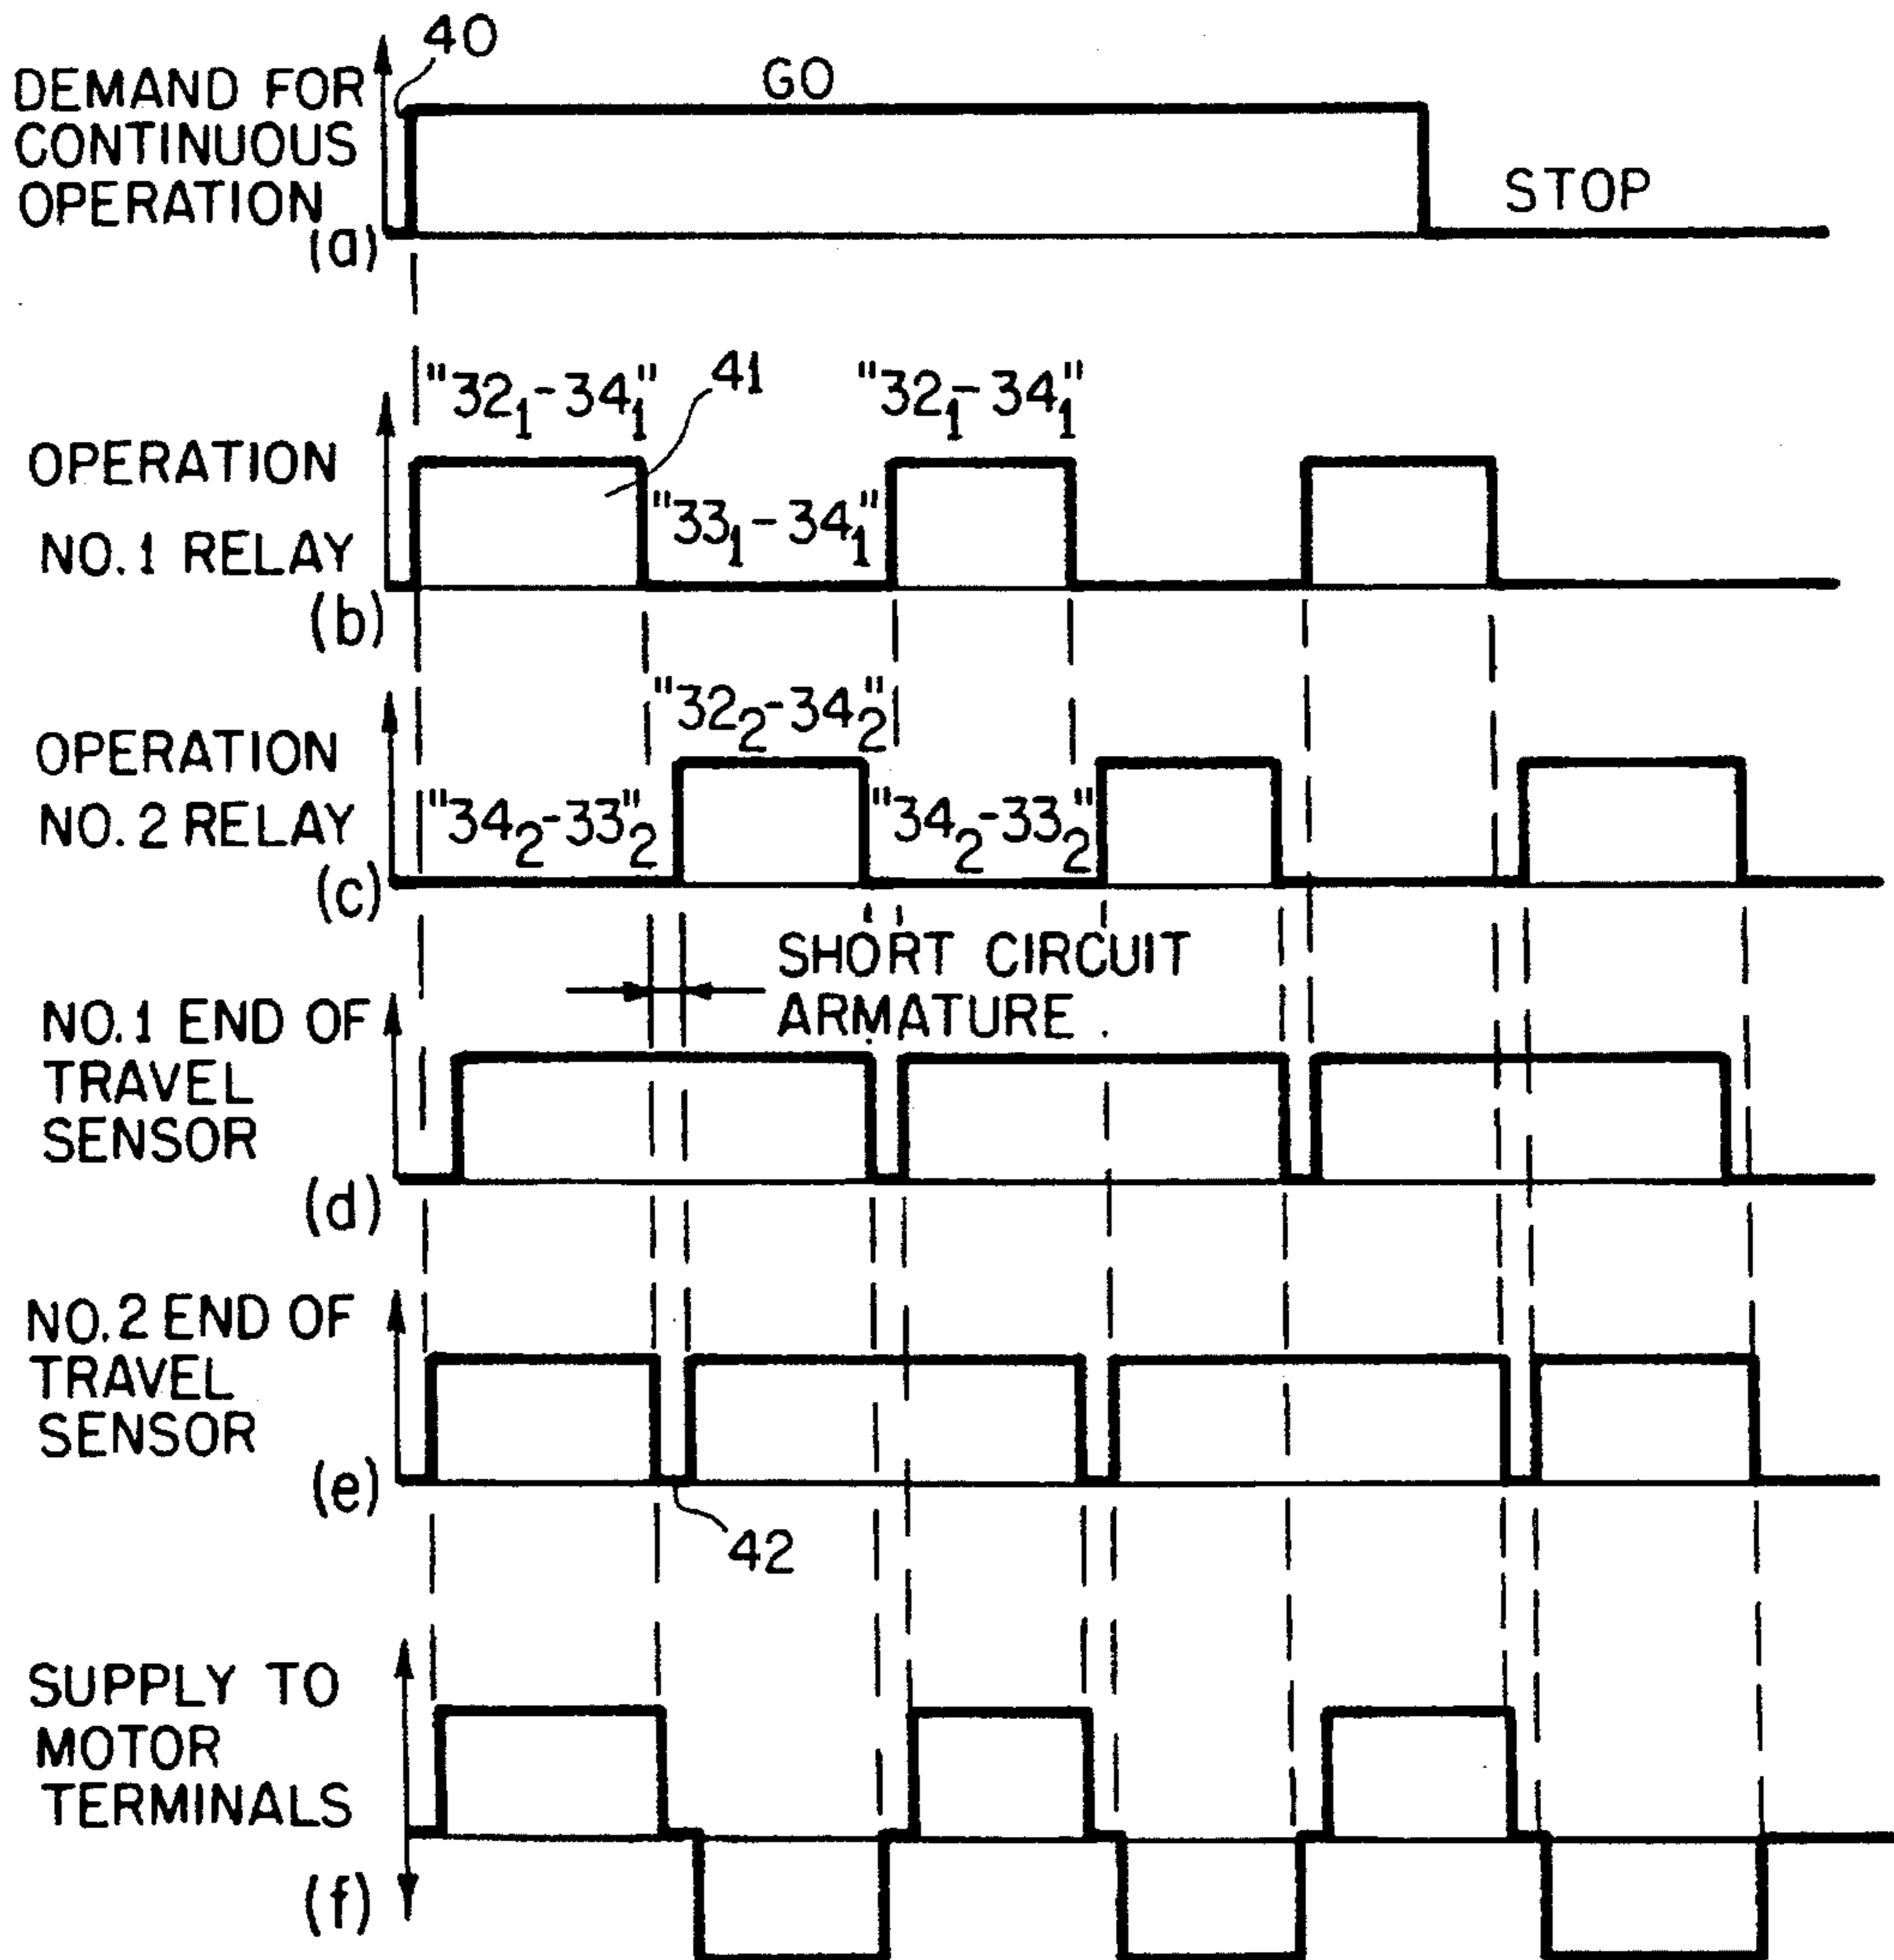 40
DEMAND FOR
CONTINUOUS
OPERATION
(a)
GO
STOP
"32₁-34₁"
41
"32₁-34₁"
OPERATION
NO. 1 RELAY
(b)
"33₁-34₁"
"32₂-34₂"
OPERATION
NO. 2 RELAY
(c)
"34₂-33₂"
"34₂-33₂"
SHORT CIRCUIT
ARMATURE
NO. 1 END OF
TRAVEL
SENSOR
(d)
NO. 2 END OF
TRAVEL
SENSOR
(e)
42
SUPPLY TO
MOTOR
TERMINALS
(f)